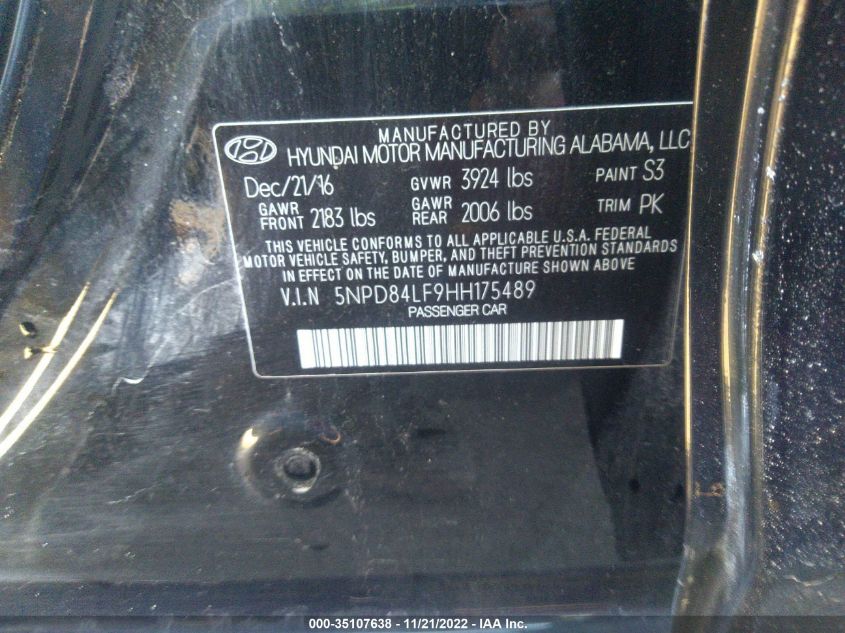 MANUFACTURED BY
HYUNDAI MOTOR MANUFACTURING ALABAMA, LLC
Dec/21/16 GVWR 3924 lbs PAINT S3
GAWR FRONT 2183 lbs GAWR REAR 2006 lbs TRIM PK
THIS VEHICLE CONFORMS TO ALL APPLICABLE U.S.A. FEDERAL
MOTOR VEHICLE SAFETY, BUMPER, AND THEFT PREVENTION STANDARDS
IN EFFECT ON THE DATE OF MANUFACTURE SHOWN ABOVE
V.I.N 5NPD84LF9HH175489
PASSENGER CAR
000-35107638 - 11/21/2022 - IAA Inc.